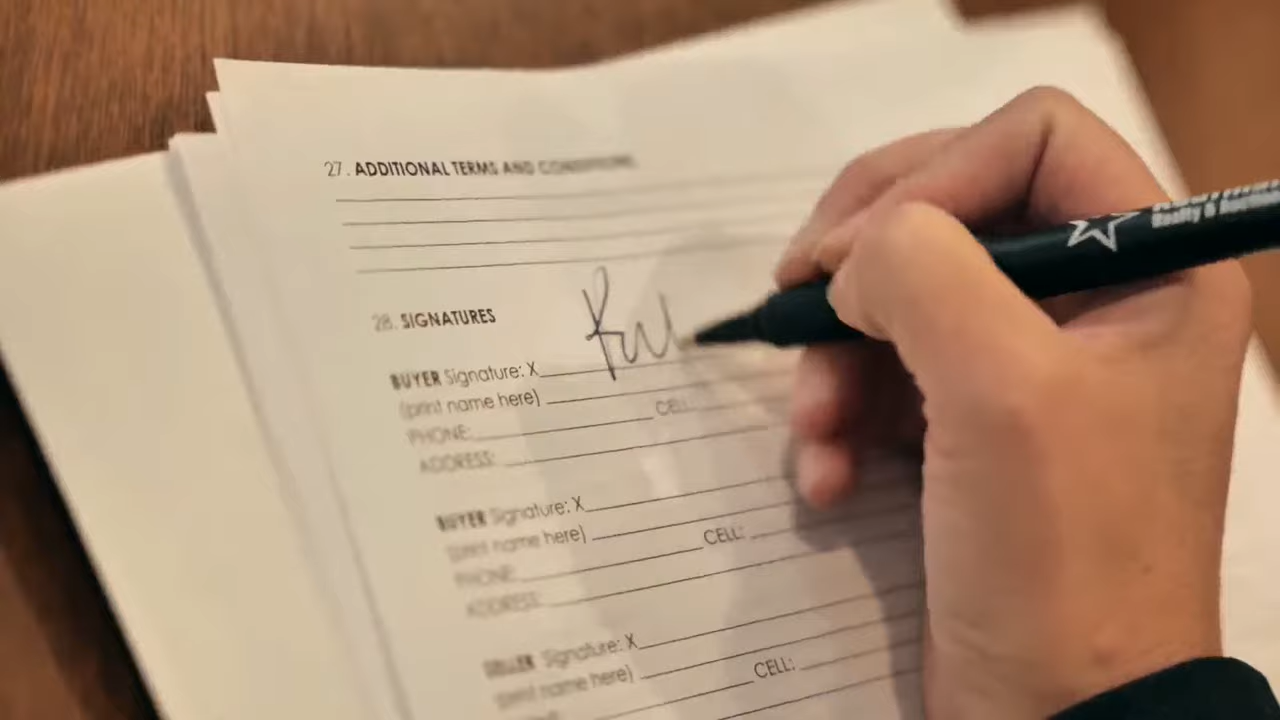 27. ADDITIONAL TERMS AND CONDITIONS
28. SIGNATURES
BUYER Signature: X
(print name here)
CELL:
PHONE:
ADDRESS:
BUYER Signature: X
(print name here)
PHONE: CELL:
ADDRESS:
SELLER Signature: X
(print name here)
CELL:
Realty &